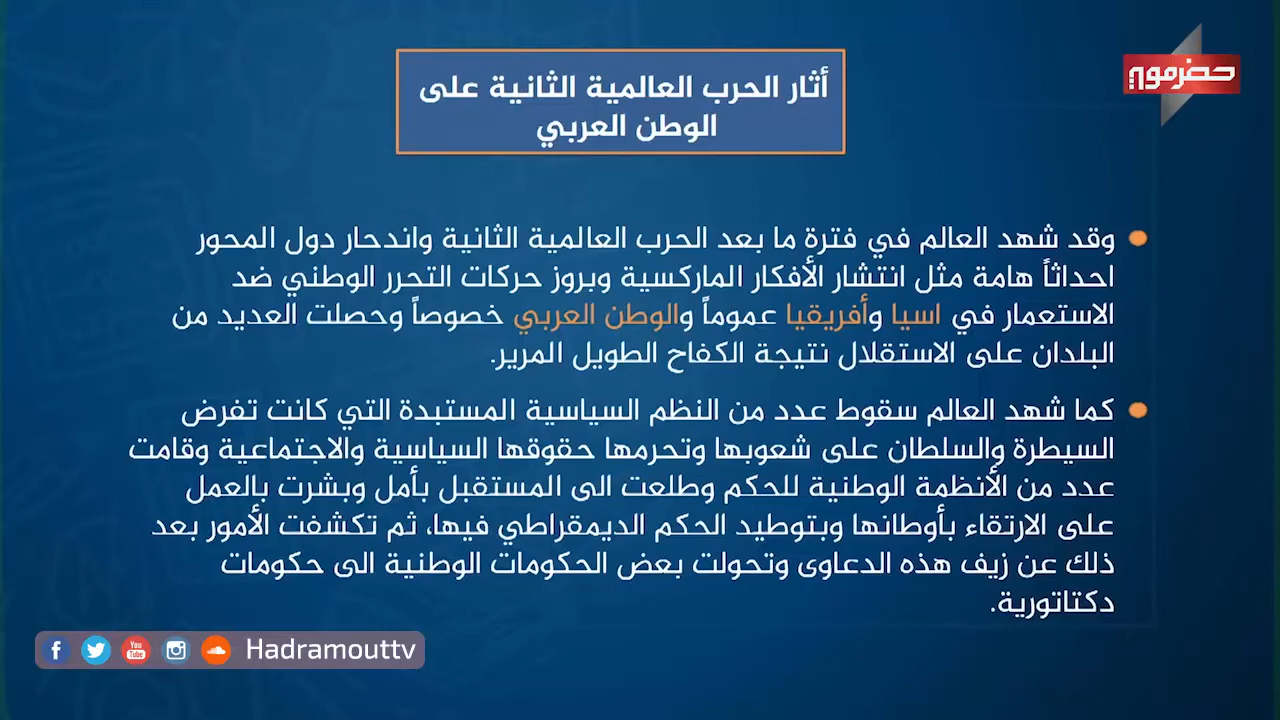 حضرموت
أثار الحرب العالمية الثانية على
الوطن العربي
وقد شهد العالم في فترة ما بعد الحرب العالمية الثانية واندحار دول المحور
احداثاً هامة مثل انتشار الأفكار الماركسية وبروز حركات التحرر الوطني ضد
الاستعمار في اسيا وأفريقيا عموماً والوطن العربي خصوصاً وحصلت العديد من
البلدان على الاستقلال نتيجة الكفاح الطويل المرير.
كما شهد العالم سقوط عدد من النظم السياسية المستبدة التي كانت تفرض
السيطرة والسلطان على شعوبها وتحرمها حقوقها السياسية والاجتماعية وقامت
عدد من الأنظمة الوطنية للحكم وطلعت الى المستقبل بأمل وبشرت بالعمل
على الارتقاء بأوطانها وبتوطيد الحكم الديمقراطي فيها، ثم تكشفت الأمور بعد
ذلك عن زيف هذه الدعاوى وتحولت بعض الحكومات الوطنية الى حكومات
دكتاتورية.
You Tube
Hadramouttv